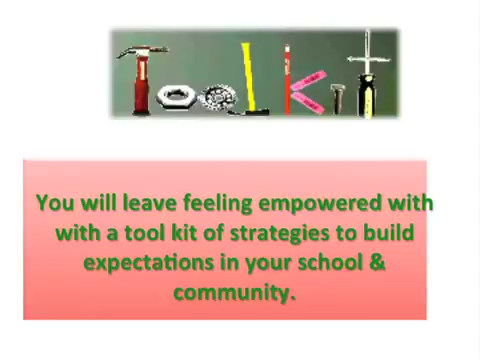 ToolKit
You will leave feeling empowered with
with a tool kit of strategies to build
expectations in your school &
community.